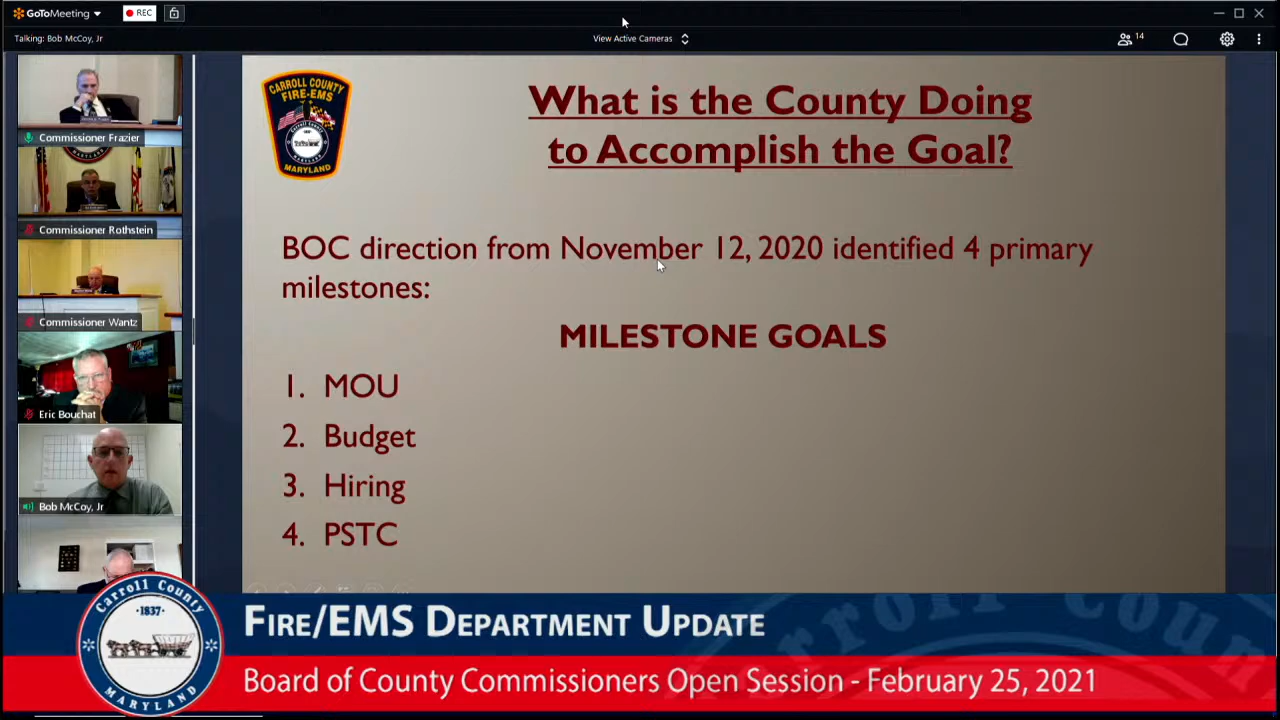 GoToMeeting
REC
Talking: Bob McCoy, Jr
View Active Cameras
14
Commissioner Frazier
Commissioner Rothstein
Commissioner Wantz
Eric Bouchat
Bob McCoy, Jr
CARROLL COUNTY
FIRE-EMS
MARYLAND
What is the County Doing
to Accomplish the Goal?
BOC direction from November 12, 2020 identified 4 primary
milestones:
MILESTONE GOALS
1. MOU
2. Budget
3. Hiring
4. PSTC
Carroll County
·1837·
MARYLAND
FIRE/EMS DEPARTMENT UPDATE
Board of County Commissioners Open Session - February 25, 2021